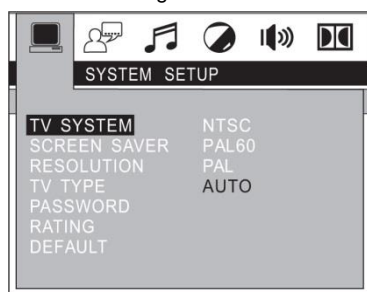 SYSTEM SETUP
TV SYSTEM NTSC
SCREEN SAVER PAL60
RESOLUTION PAL
TV TYPE AUTO
PASSWORD
RATING
DEFAULT